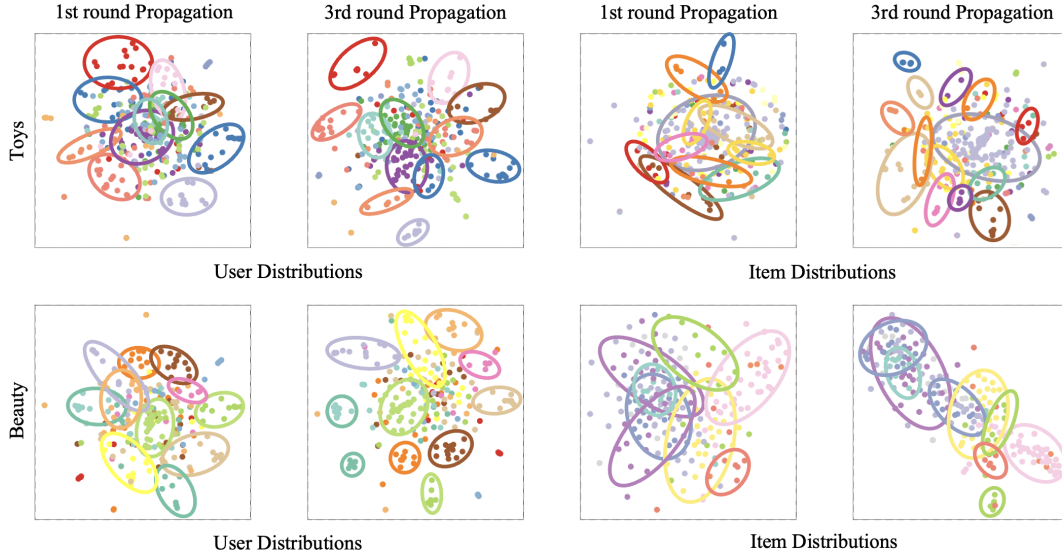 1st round Propagation 3rd round Propagation 1st round Propagation 3rd round Propagation
Toys
User Distributions Item Distributions
Beauty
User Distributions Item Distributions